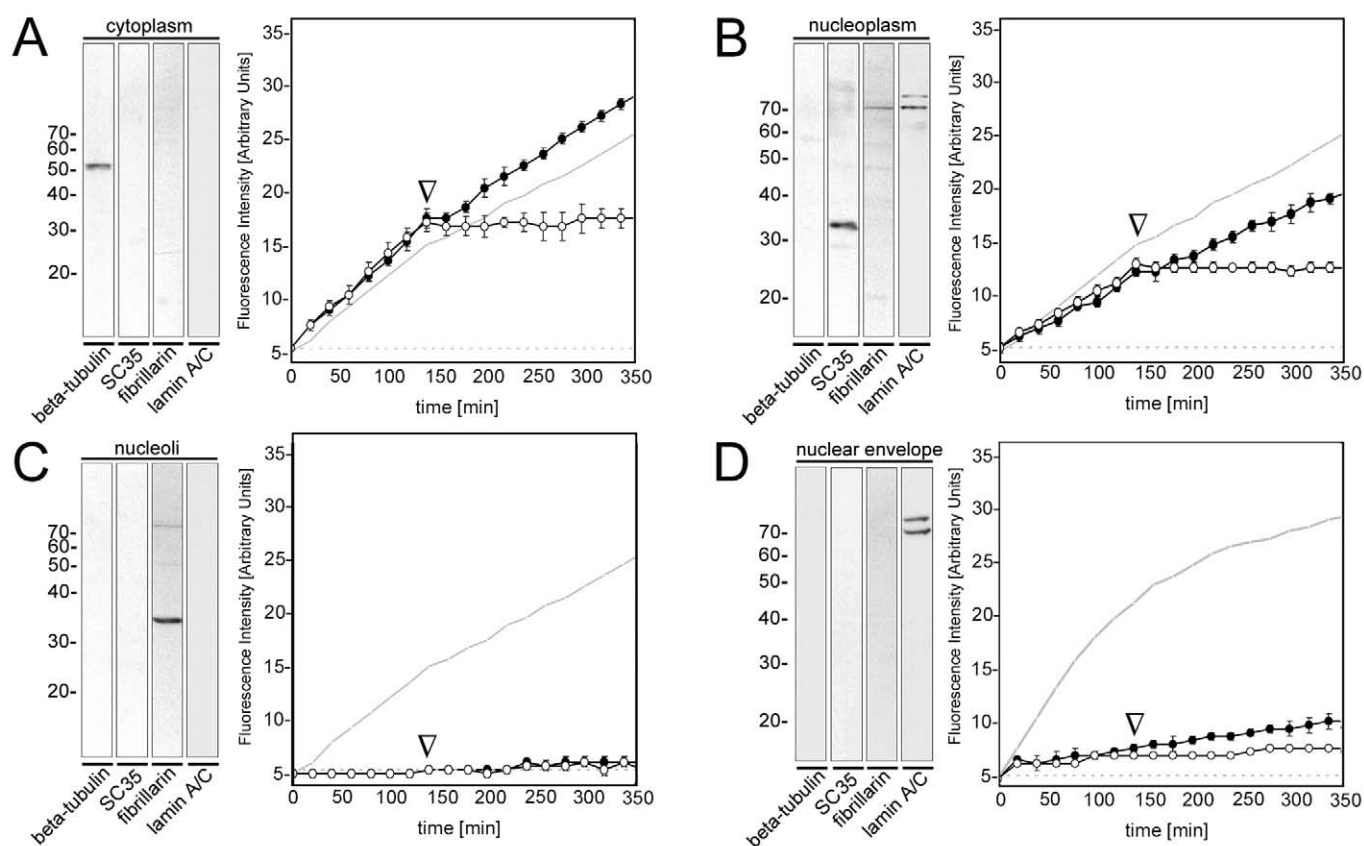 A
cytoplasm
70-
60-
50-
40-
30-
20-
beta-tubulin
SC35
fibrillarin
lamin A/C
Fluorescence Intensity [Arbitrary Units]
35
30
25
20
15
10
5
0 50 100 150 200 250 300 350
time [min]
B
nucleoplasm
70-
60-
50-
40-
30-
20-
beta-tubulin
SC35
fibrillarin
lamin A/C
Fluorescence Intensity [Arbitrary Units]
35
30
25
20
15
10
5
0 50 100 150 200 250 300 350
time [min]
C
nucleoli
70-
60-
50-
40-
30-
20-
beta-tubulin
SC35
fibrillarin
lamin A/C
Fluorescence Intensity [Arbitrary Units]
35
30
25
20
15
10
5
0 50 100 150 200 250 300 350
time [min]
D
nuclear envelope
70-
60-
50-
40-
30-
20-
beta-tubulin
SC35
fibrillarin
lamin A/C
Fluorescence Intensity [Arbitrary Units]
35
30
25
20
15
10
5
0 50 100 150 200 250 300 350
time [min]